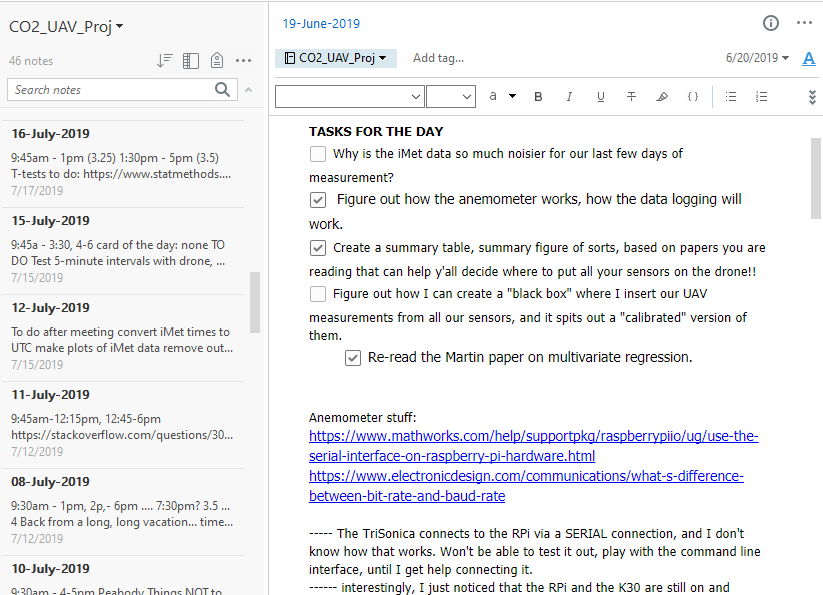 CO2_UAV_Proj
46 notes
Search notes
16-July-2019
9:45am - 1pm (3.25) 1:30pm - 5pm (3.5)
T-tests to do: https://www.statmethods....
7/17/2019
15-July-2019
9:45a - 3:30, 4-6 card of the day: none TO
DO Test 5-minute intervals with drone, ...
7/15/2019
12-July-2019
To do after meeting convert iMet times to
UTC make plots of iMet data remove out...
7/15/2019
11-July-2019
9:45am-12:15pm, 12:45-6pm
https://stackoverflow.com/questions/30...
7/12/2019
08-July-2019
9:30am - 1pm, 2p,- 6pm .... 7:30pm? 3.5 ...
4 Back from a long, long vacation... time...
7/12/2019
10-July-2019
9:30am - 4-5pm Peabody Things NOT to
19-June-2019
CO2_UAV_Proj Add tag... 6/20/2019 A
a B I U T { }
TASKS FOR THE DAY
Why is the iMet data so much noisier for our last few days of
measurement?
Figure out how the anemometer works, how the data logging will
work.
Create a summary table, summary figure of sorts, based on papers you are
reading that can help y'all decide where to put all your sensors on the drone!!
Figure out how I can create a "black box" where I insert our UAV
measurements from all our sensors, and it spits out a "calibrated" version of
them.
Re-read the Martin paper on multivariate regression.
Anemometer stuff:
https://www.mathworks.com/help/supportpkg/raspberrypiio/ug/use-the-
serial-interface-on-raspberry-pi-hardware.html
https://www.electronicdesign.com/communications/what-s-difference-
between-bit-rate-and-baud-rate
----- The TriSonica connects to the RPi via a SERIAL connection, and I don't
know how that works. Won't be able to test it out, play with the command line
interface, until I get help connecting it.
------ interestingly, I just noticed that the RPi and the K30 are still on and